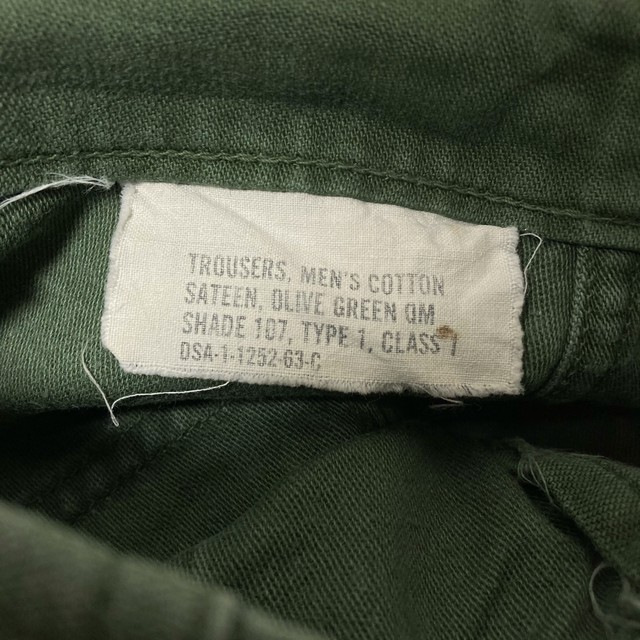 TROUSERS, MEN'S COTTON
SATEEN, OLIVE GREEN QM
SHADE 107, TYPE 1, CLASS 1
DSA-1-1252-63-C